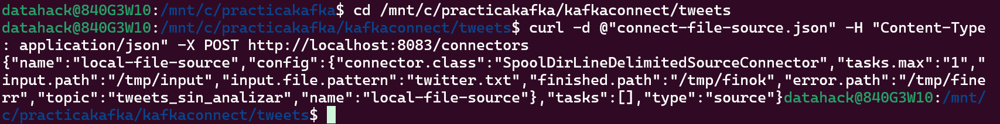 datahack@840G3W10:/mnt/c/practicakafka$ cd /mnt/c/practicakafka/kafkaconnect/tweets
datahack@840G3W10:/mnt/c/practicakafka/kafkaconnect/tweets$ curl -d @"connect-file-source.json" -H "Content-Type
: application/json" -X POST http://localhost:8083/connectors
{"name":"local-file-source","config":{"connector.class":"SpoolDirLineDelimitedSourceConnector","tasks.max":"1","
input.path":"/tmp/input","input.file.pattern":"twitter.txt","finished.path":"/tmp/finok","error.path":"/tmp/fine
rr","topic":"tweets_sin_analizar","name":"local-file-source"},"tasks":[],"type":"source"}datahack@840G3W10:/mnt/
c/practicakafka/kafkaconnect/tweets$